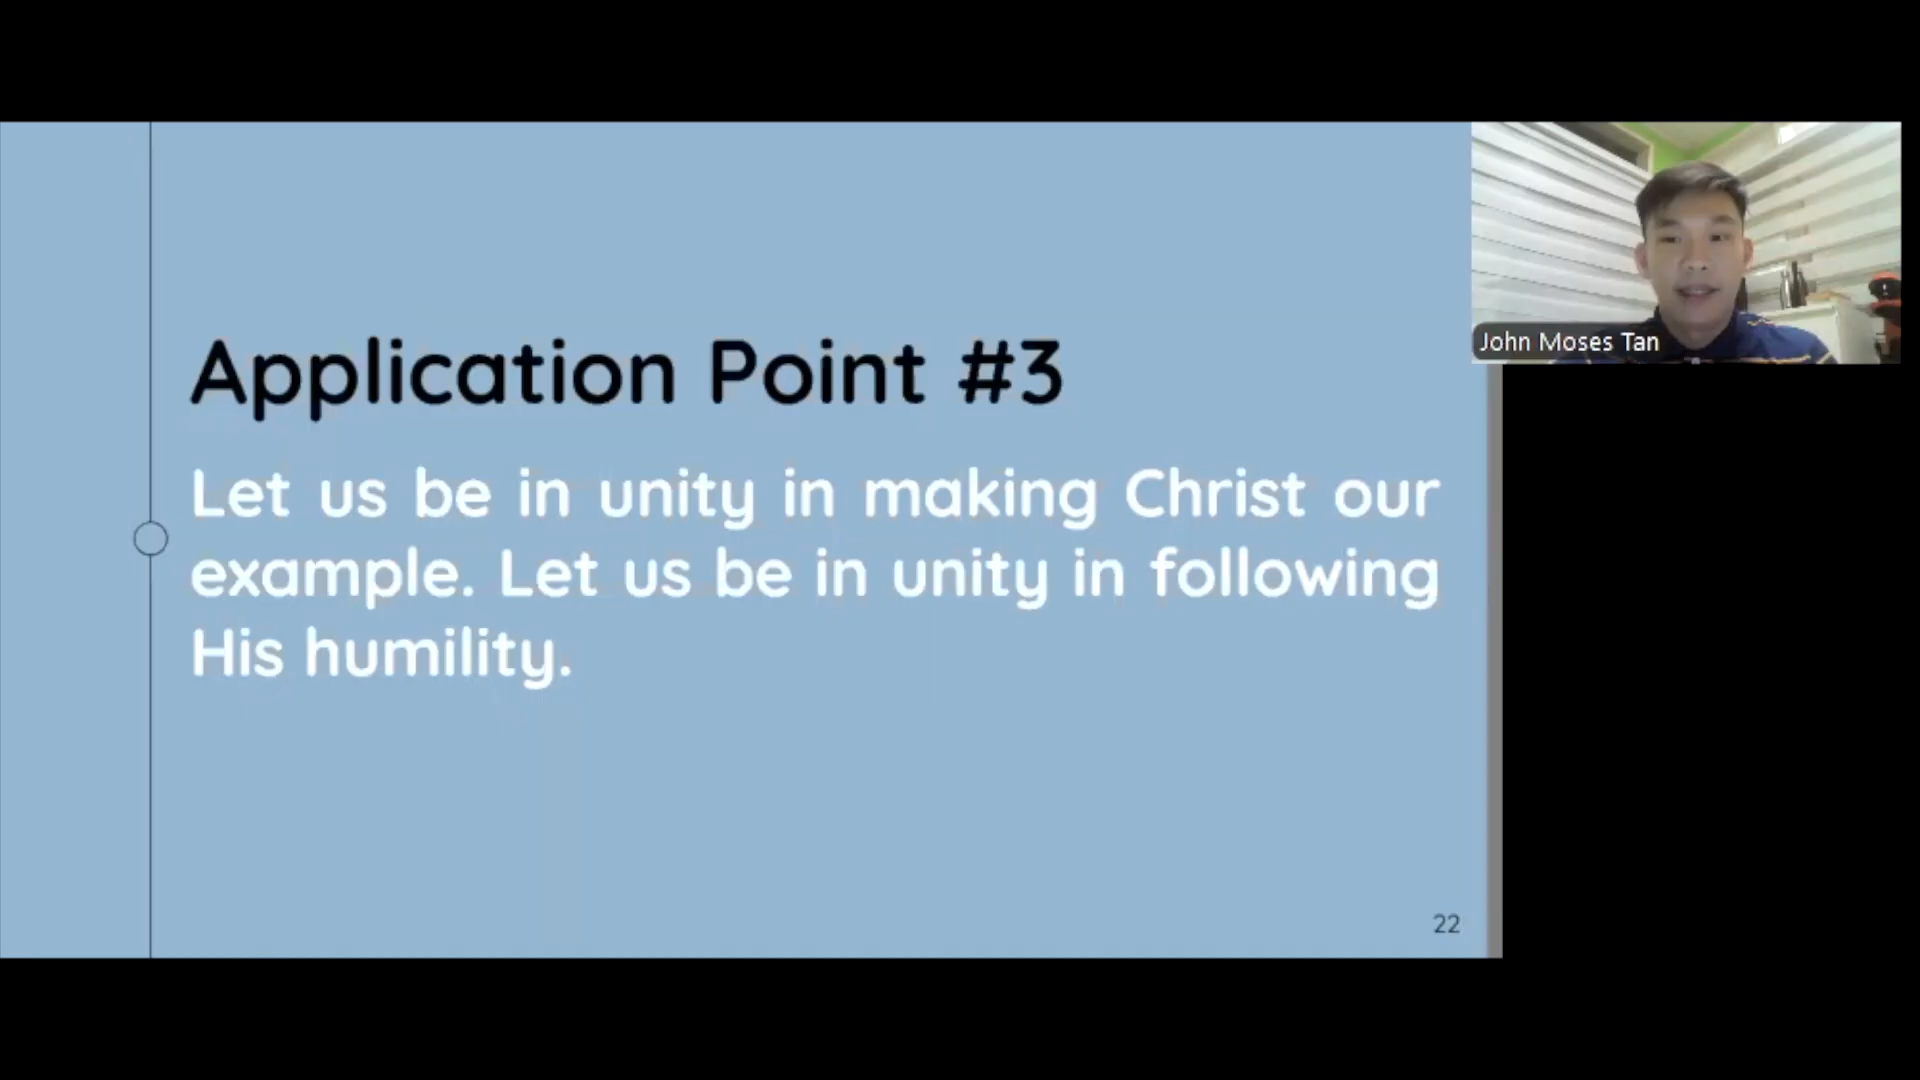 Application Point #3
Let us be in unity in making Christ our
example. Let us be in unity in following
His humility.
John Moses Tan
22